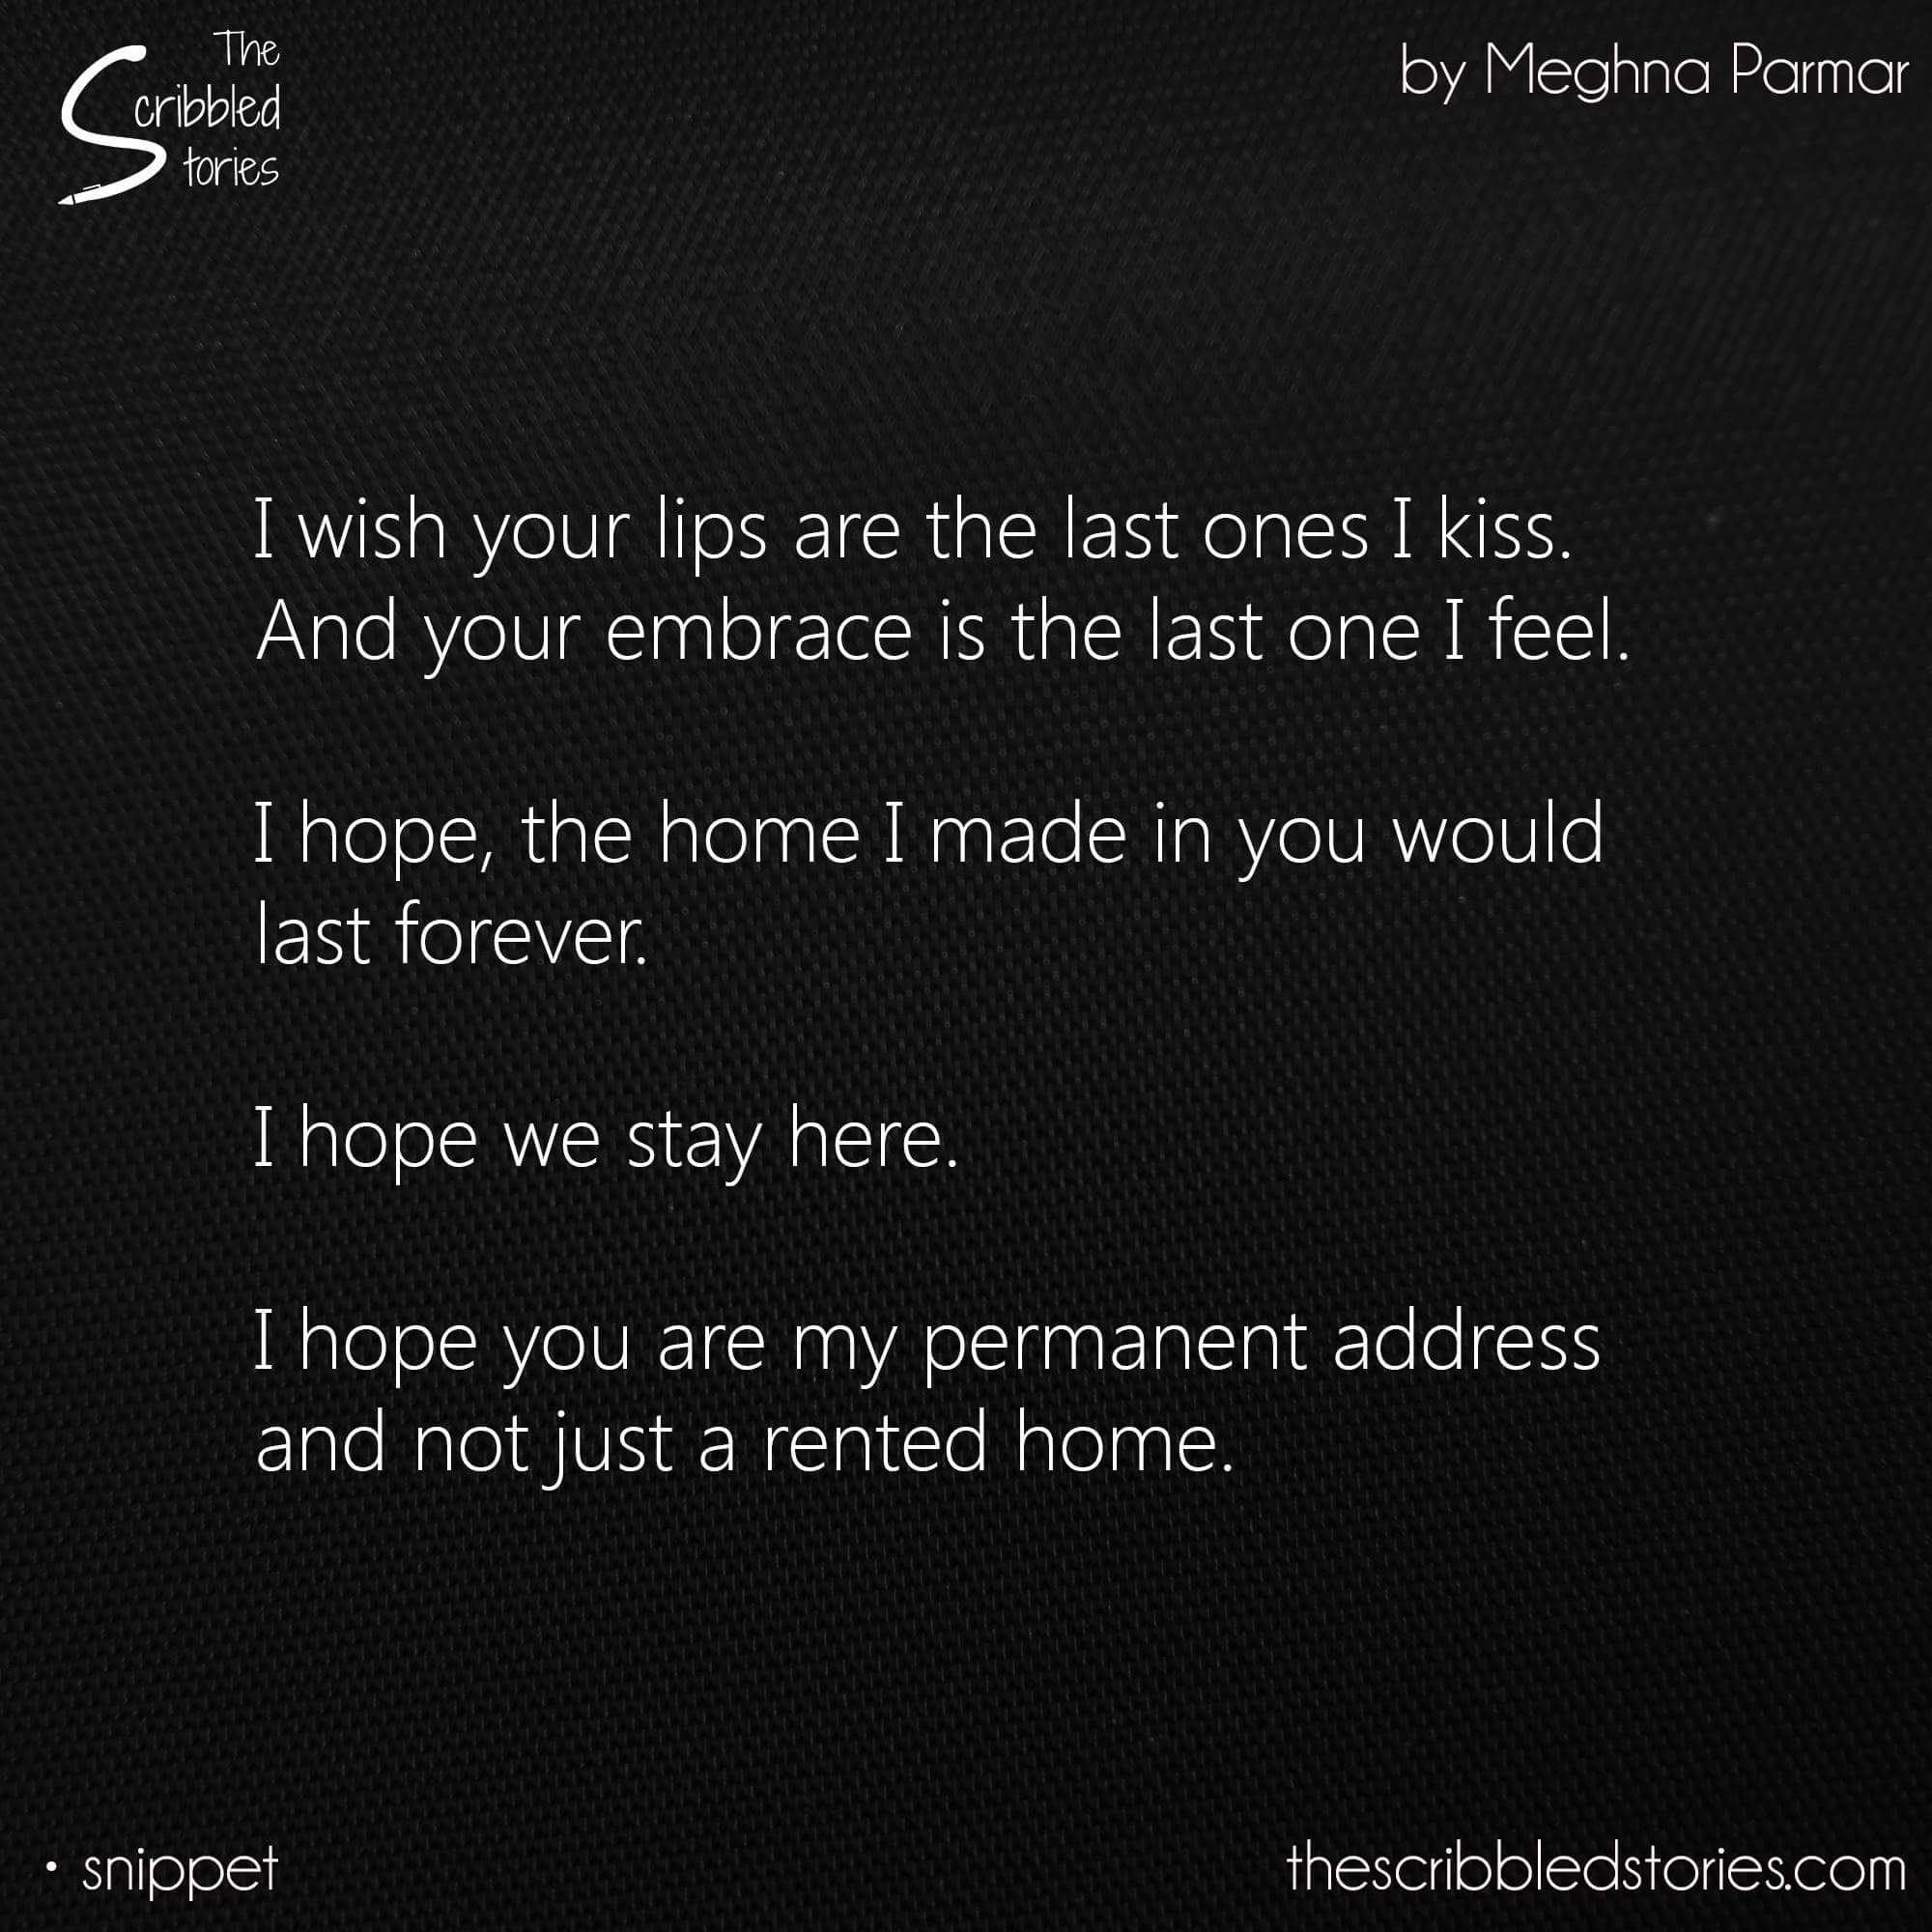 The
Scribbled
Stories
by Meghna Parmar
I wish your lips are the last ones I kiss.
And your embrace is the last one I feel.
I hope, the home I made in you would
last forever.
I hope we stay here.
I hope you are my permanent address
and not just a rented home.
• snippet
thescribbledstories.com